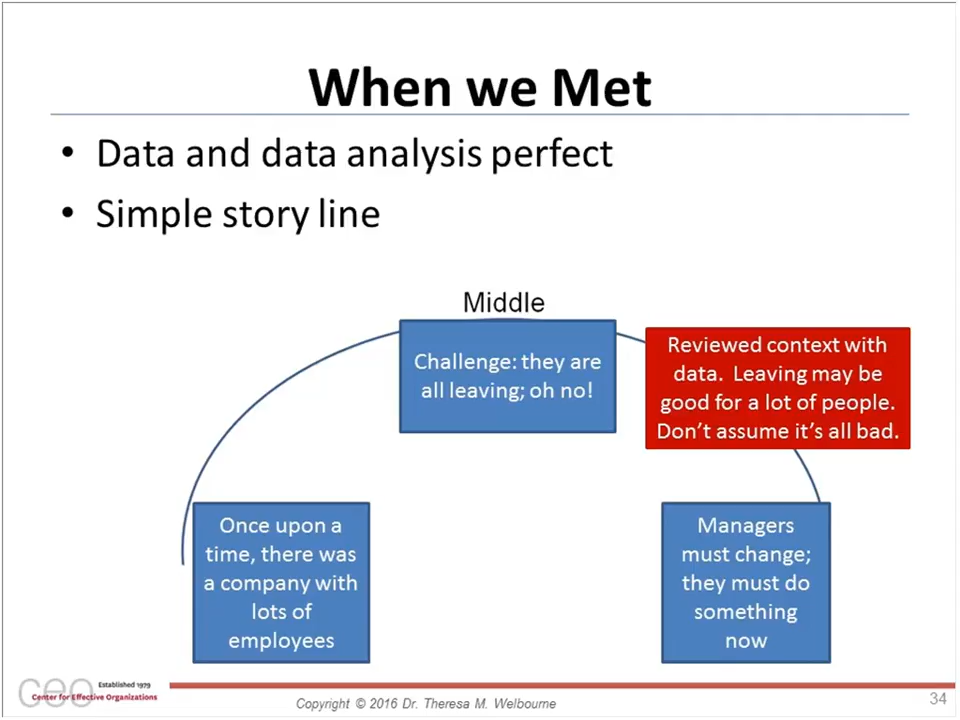 When we Met
• Data and data analysis perfect
• Simple story line
Middle
Challenge: they are
all leaving; oh no!
Reviewed context with
data. Leaving may be
good for a lot of people.
Don't assume it's all bad.
Once upon a
time, there was
a company with
lots of
employees
Managers
must change;
they must do
something
now
ceo
Established 1979
Center for Effective Organizations
Copyright © 2016 Dr. Theresa M. Welbourne
34